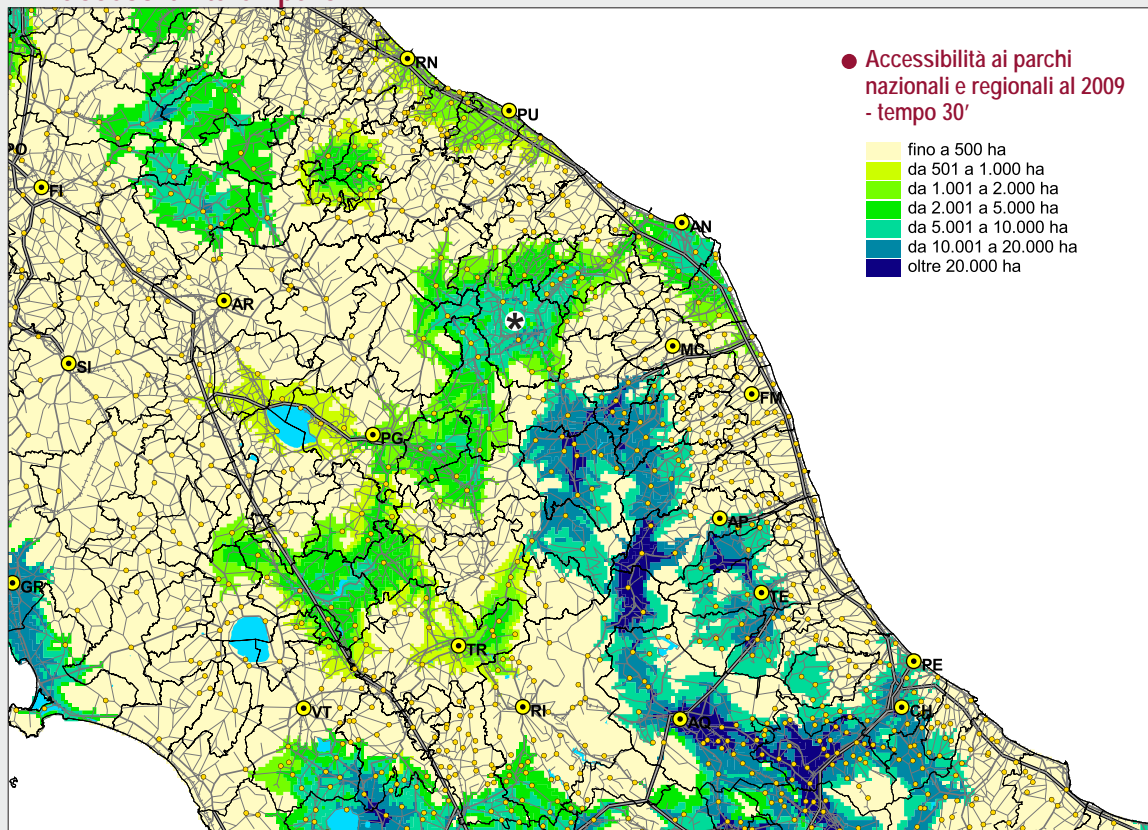 ● Accessibilità ai parchi
nazionali e regionali al 2009
- tempo 30'
fino a 500 ha
da 501 a 1.000 ha
da 1.001 a 2.000 ha
da 2.001 a 5.000 ha
da 5.001 a 10.000 ha
da 10.001 a 20.000 ha
oltre 20.000 ha
RN
PU
PO
FI
AN
AR
*
MC
SI
FM
PG
AP
GR
TE
TR
PE
VT
RI
AQ
CH